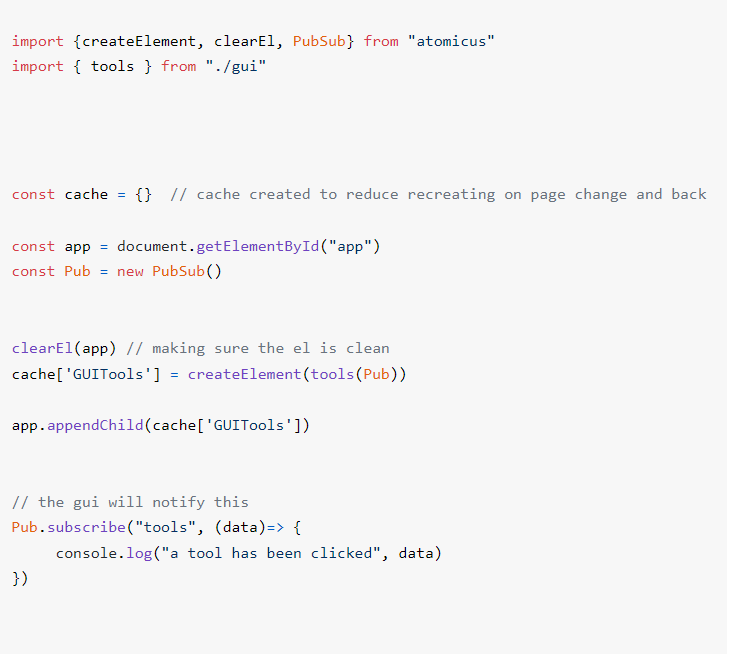 import {createElement, clearEl, PubSub} from "atomicus"
import { tools } from "./gui"
const cache = {}  // cache created to reduce recreating on page change and back
const app = document.getElementById("app")
const Pub = new PubSub()
clearEl(app) // making sure the el is clean
cache['GUITools'] = createElement(tools(Pub))
app.appendChild(cache['GUITools'])
// the gui will notify this
Pub.subscribe("tools", (data)=> {
     console.log("a tool has been clicked", data)
})